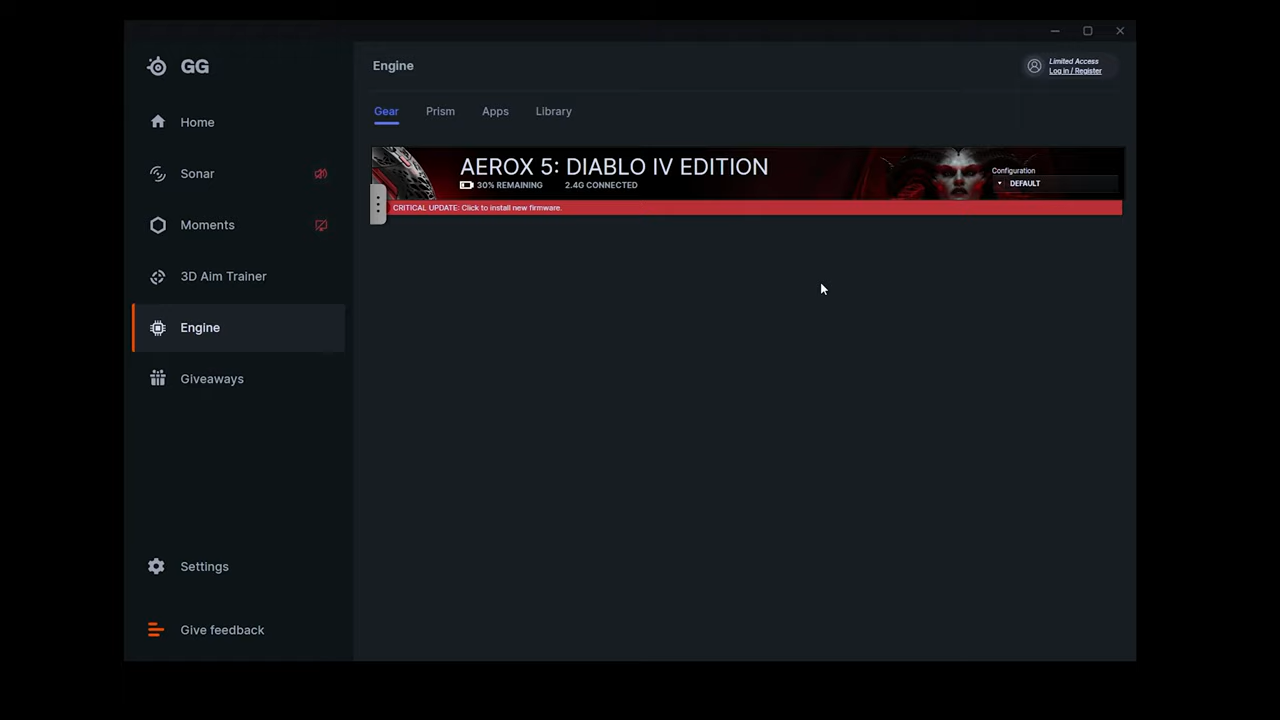 GG
Home
Sonar
Moments
3D Aim Trainer
Engine
Giveaways
Settings
Give feedback
Engine
Limited Access
Log in / Register
Gear Prism Apps Library
AEROX 5: DIABLO IV EDITION
30% REMAINING 2.4G CONNECTED
Configuration
DEFAULT
CRITICAL UPDATE: Click to install new firmware.